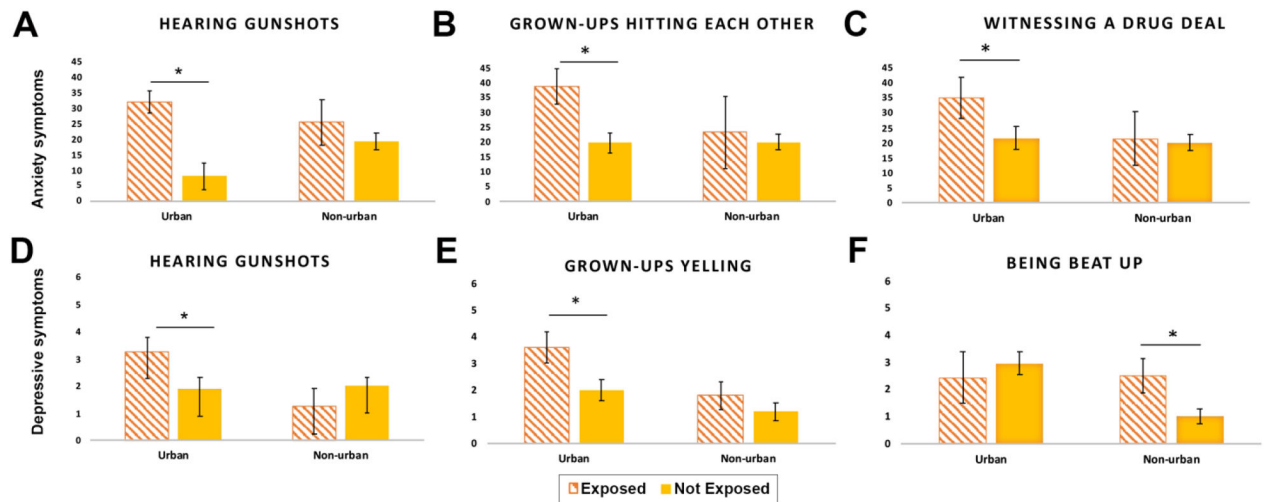 A
HEARING GUNSHOTS
Anxiety symptoms
45
40
35
30
25
20
15
10
5
0
*
Urban
Non-urban
B
GROWN-UPS HITTING EACH OTHER
45
40
35
30
25
20
15
10
5
0
*
Urban
Non-urban
C
WITNESSING A DRUG DEAL
45
40
35
30
25
20
15
10
5
0
*
Urban
Non-urban
D
HEARING GUNSHOTS
Depressive symptoms
6
5
4
3
2
1
0
*
Urban
Non-urban
E
GROWN-UPS YELLING
6
5
4
3
2
1
0
*
Urban
Non-urban
F
BEING BEAT UP
6
5
4
3
2
1
0
*
Urban
Non-urban
Exposed Not Exposed